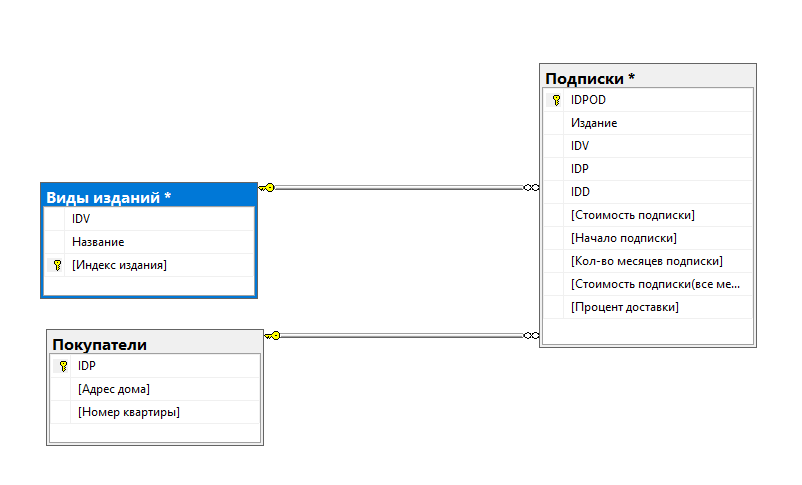 Виды изданий *
IDV
Название
[Индекс издания]
Покупатели
IDP
[Адрес дома]
[Номер квартиры]
Подписки *
IDPOD
Издание
IDV
IDP
IDD
[Стоимость подписки]
[Начало подписки]
[Кол-во месяцев подписки]
[Стоимость подписки(все ме...
[Процент доставки]